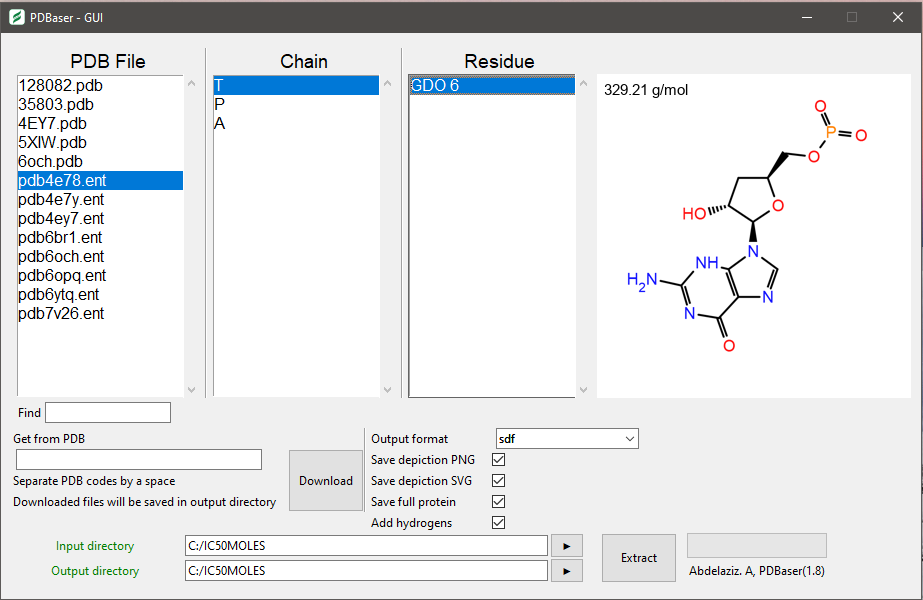 PDBaser - GUI
PDB File
Chain
Residue
128082.pdb
35803.pdb
4EY7.pdb
5XIW.pdb
6och.pdb
pdb4e78.ent
pdb4e7y.ent
pdb4ey7.ent
pdb6br1.ent
pdb6och.ent
pdb6opq.ent
pdb6ytq.ent
pdb7v26.ent
T
P
A
GDO 6
329.21 g/mol
O
P
O
O
HO
O
N
NH
H2N
N
N
O
Find
Get from PDB
Separate PDB codes by a space
Downloaded files will be saved in output directory
Download
Output format
sdf
Save depiction PNG
Save depiction SVG
Save full protein
Add hydrogens
Input directory
C:/IC50MOLES
Output directory
C:/IC50MOLES
Extract
Abdelaziz. A, PDBaser(1.8)